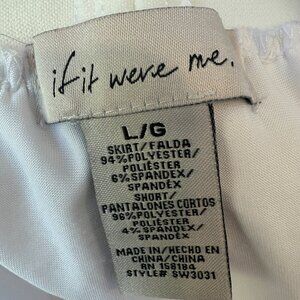 if it were me.
L/G
SKIRT/FALDA
94%POLYESTER/
POLIÉSTER
6%SPANDEX/
SPANDEX
SHORT/
PANTALONES CORTOS
96%POLYESTER/
POLIÉSTER
4%SPANDEX/
SPANDEX
MADE IN/HECHO EN
CHINA/CHINA
RN 158184
STYLE# SW3031